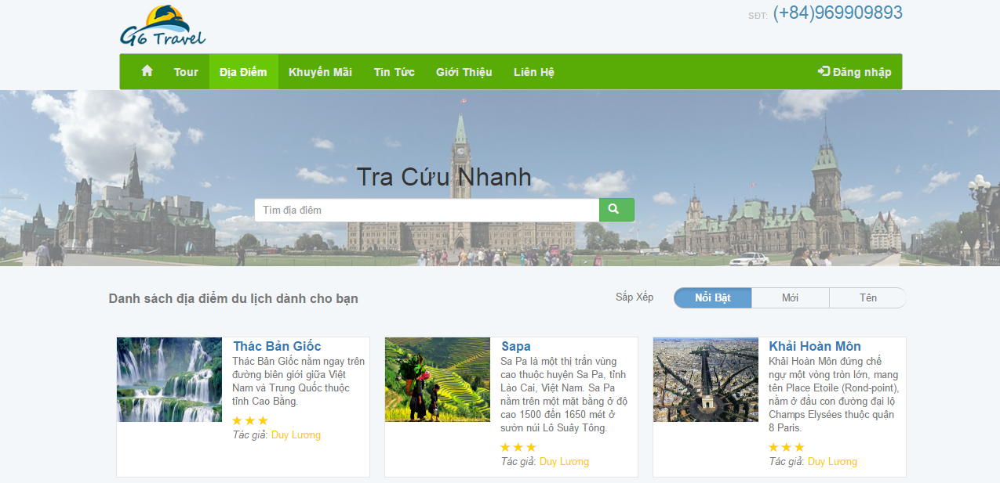 G6 Travel
SĐT: (+84)969909893
Tour Địa Điểm Khuyến Mãi Tin Tức Giới Thiệu Liên Hệ Đăng nhập
Tra Cứu Nhanh
Tìm địa điêm
Danh sách địa điểm du lịch dành cho bạn
Sắp Xếp Nổi Bật Mới Tên
Thác Bản Giốc
Thác Bản Giốc nằm ngay trên
đường biên giới giữa Việt
Nam và Trung Quốc thuộc
tỉnh Cao Bằng.
Tác giả: Duy Lương
Sapa
Sa Pa là một thị trấn vùng
cao thuộc huyện Sa Pa, tỉnh
Lào Cai, Việt Nam. Sa Pa
nằm trên một mặt bằng ở độ
cao 1500 đến 1650 mét ở
sườn núi Lô Suây Tông.
Tác giả: Duy Lương
Khải Hoàn Môn
Khải Hoàn Môn đứng chế
ngự một vòng tròn lớn, mang
tên Place Etoile (Rond-point),
nằm ở đầu con đường đại lộ
Champs Elysées thuộc quận
8 Paris.
Tác giả: Duy Lương